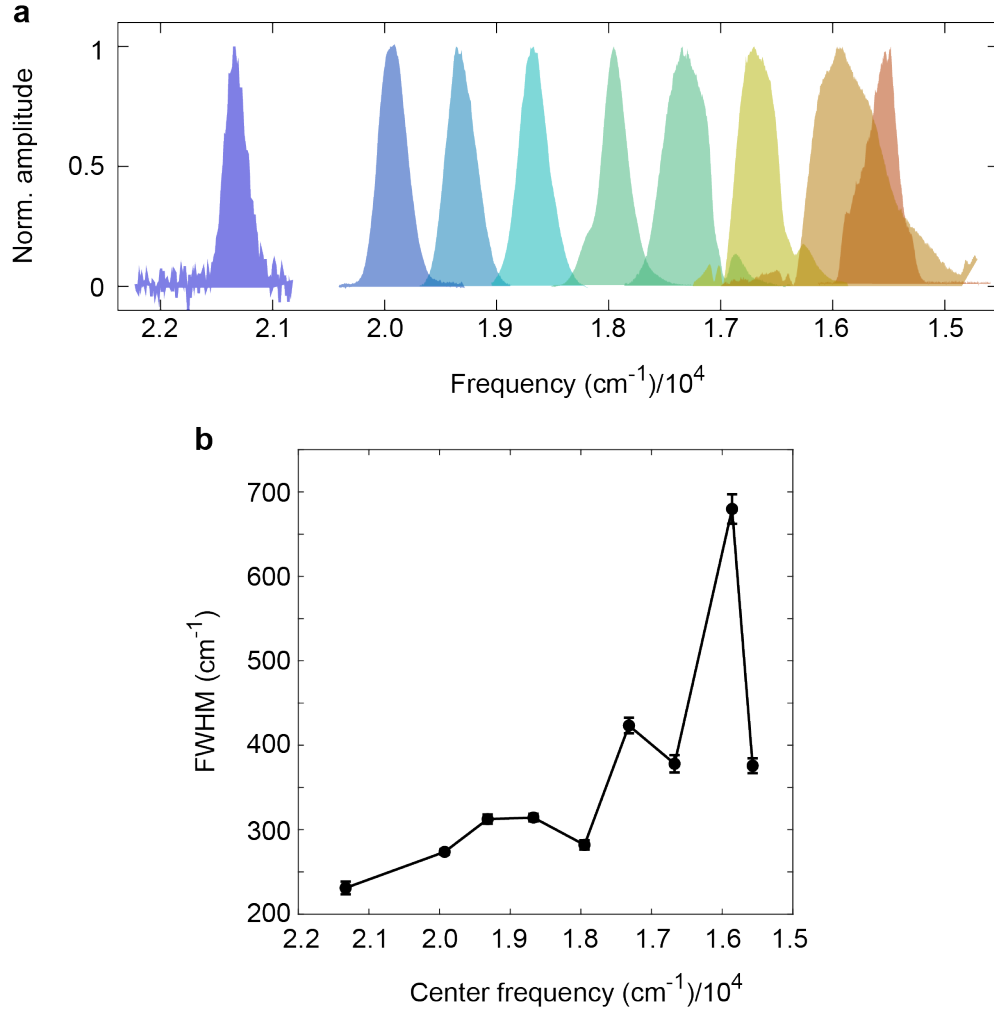 a
Norm. amplitude
1
0.5
0
2.2 2.1 2.0 1.9 1.8 1.7 1.6 1.5
Frequency (cm⁻¹)/10⁴
b
FWHM (cm⁻¹)
700
600
500
400
300
200
2.2 2.1 2.0 1.9 1.8 1.7 1.6 1.5
Center frequency (cm⁻¹)/10⁴